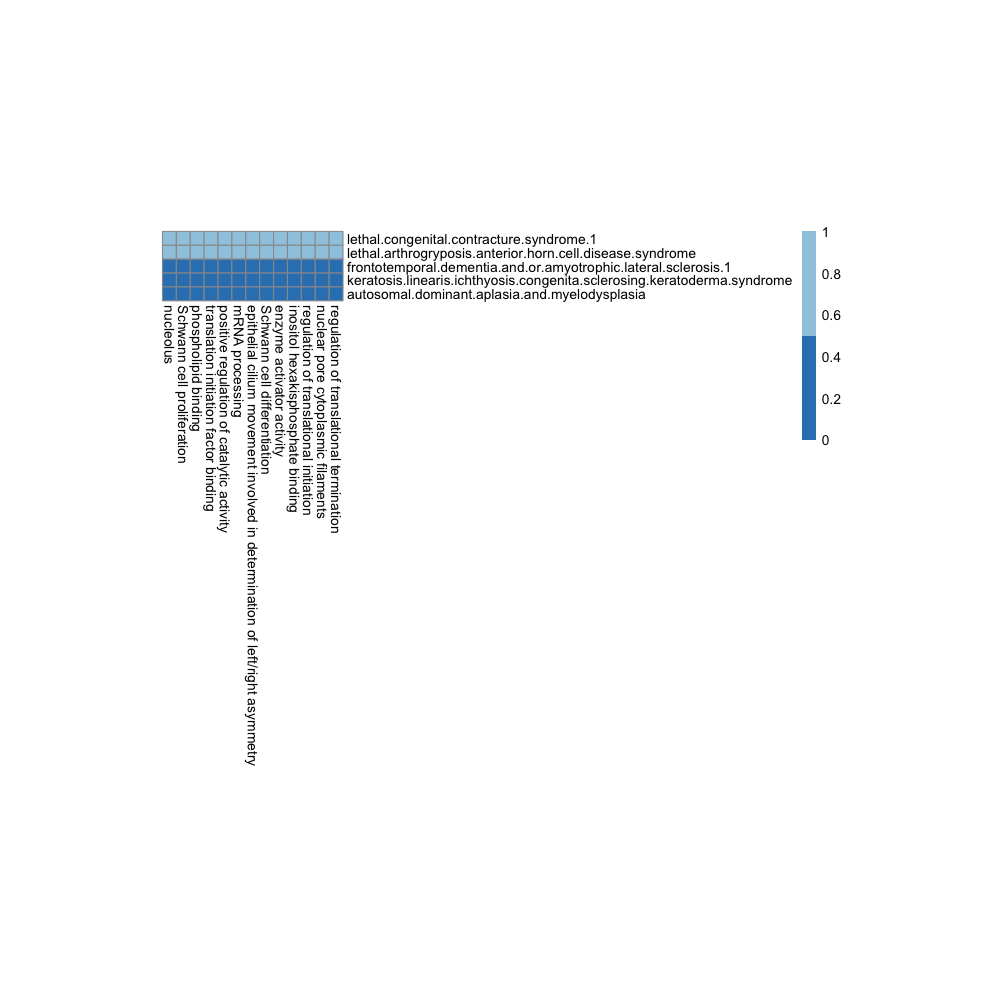 lethal.congenital.contracture.syndrome.1
lethal.arthrogryposis.anterior.horn.cell.disease.syndrome
frontotemporal.dementia.and.or.amyotrophic.lateral.sclerosis.1
keratosis.linearis.ichthyosis.congenita.sclerosing.keratoderma.syndrome
autosomal.dominant.aplasia.and.myelodysplasia
nucleolus
Schwann cell proliferation
phospholipid binding
translation initiation factor binding
positive regulation of catalytic activity
mRNA processing
epithelial cilium movement involved in determination of left/right asymmetry
Schwann cell differentiation
enzyme activator activity
inositol hexakisphosphate binding
regulation of translational initiation
nuclear pore cytoplasmic filaments
regulation of translational termination
1
0.8
0.6
0.4
0.2
0